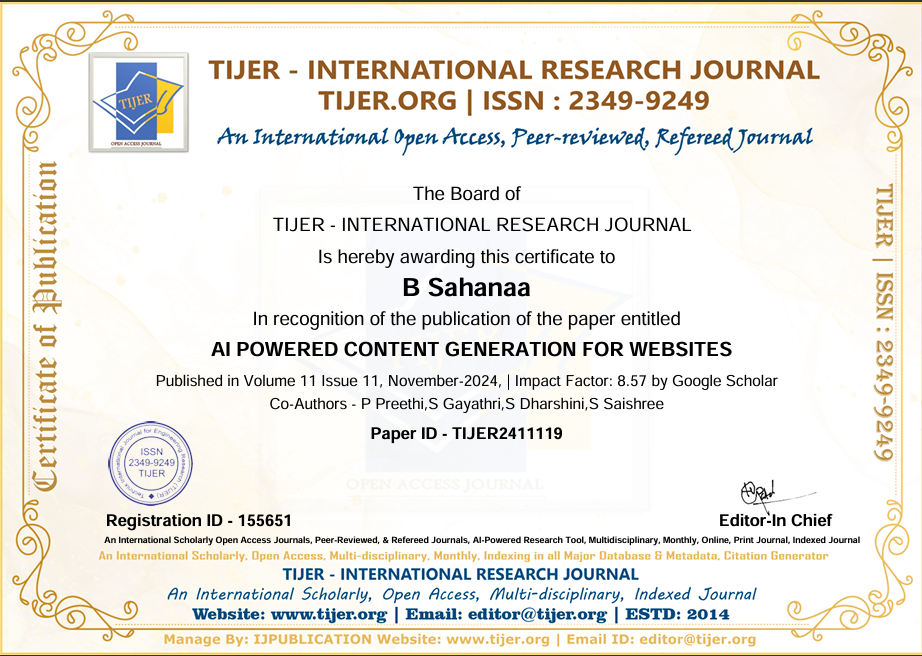 TIJER - INTERNATIONAL RESEARCH JOURNAL
TIJER.ORG | ISSN : 2349-9249
An International Open Access, Peer-reviewed, Refereed Journal
TIJER
OPEN ACCESS JOURNAL
Certificate of Publication
TIJER | ISSN : 2349-9249
The Board of
TIJER - INTERNATIONAL RESEARCH JOURNAL
Is hereby awarding this certificate to
B Sahanaa
In recognition of the publication of the paper entitled
AI POWERED CONTENT GENERATION FOR WEBSITES
Published in Volume 11 Issue 11, November-2024, | Impact Factor: 8.57 by Google Scholar
Co-Authors - P Preethi,S Gayathri,S Dharshini,S Saishree
Paper ID - TIJER2411119
OPEN ACCESS JOURNAL
Technix International Journal for Engineering Research (TIJER)
ISSN
2349-9249
TIJER
Registration ID - 155651
Editor-In Chief
An International Scholarly Open Access Journals, Peer-Reviewed, & Refereed Journals, AI-Powered Research Tool, Multidisciplinary, Monthly, Online, Print Journal, Indexed Journal
An International Scholarly, Open Access, Multi-disciplinary, Monthly, Indexing in all Major Database & Metadata, Citation Generator
TIJER - INTERNATIONAL RESEARCH JOURNAL
An International Scholarly, Open Access, Multi-disciplinary, Indexed Journal
Website: www.tijer.org | Email: editor@tijer.org | ESTD: 2014
Manage By: IJPUBLICATION Website: www.tijer.org | Email ID: editor@tijer.org